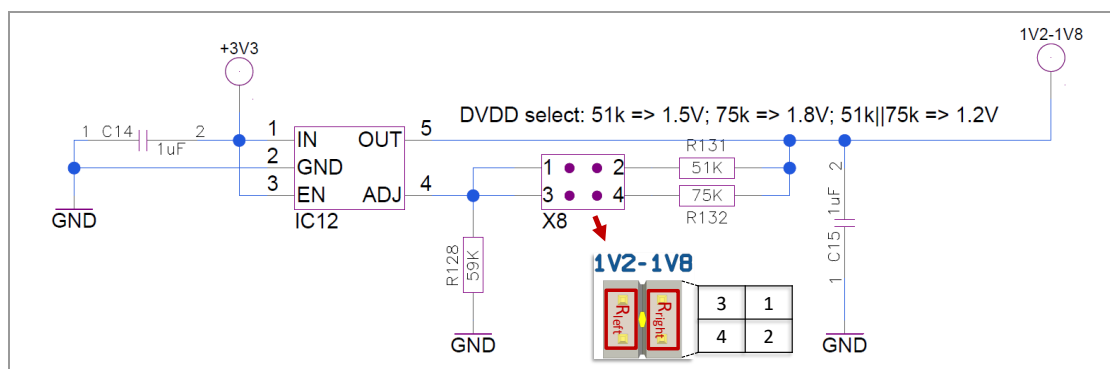 1V2-1V8
+3V3
DVDD select: 51k => 1.5V; 75k => 1.8V; 51k||75k => 1.2V
1 C14 2
1uF
1 IN OUT 5
2 GND
3 EN ADJ 4
IC12
GND
R131
1 2 51K
3 4 75K
X8 R132
R128
59K
GND
2
1uF
C15
1
GND
1V2-1V8
Rleft Rright
3 1
4 2